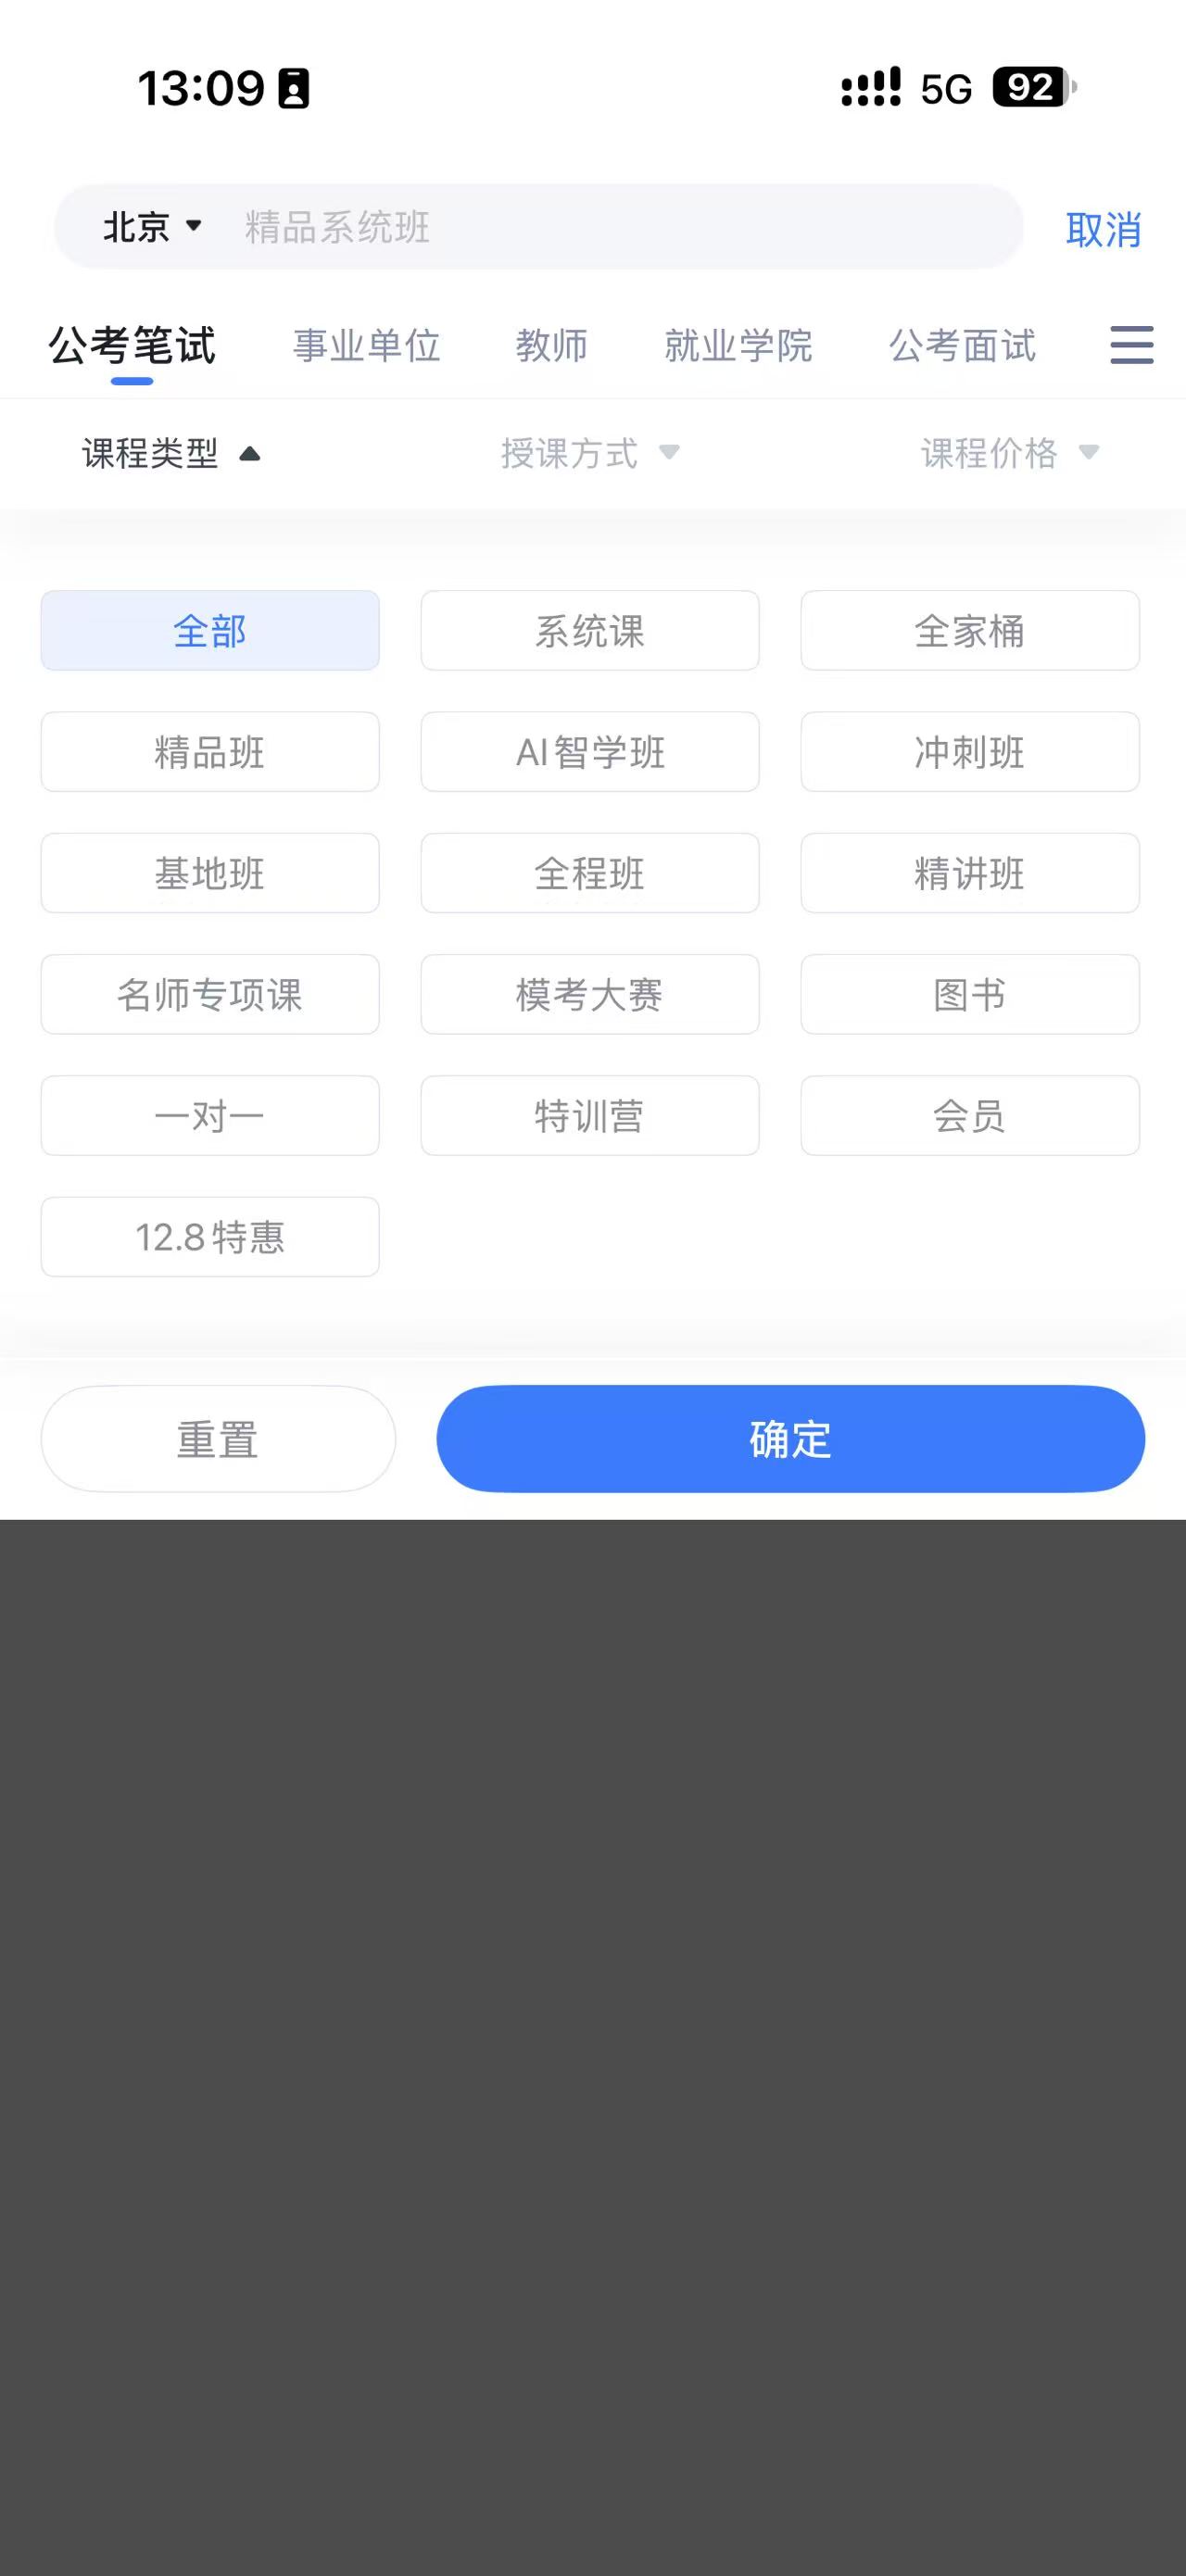 13:09 5G 92
北京 精品系统班 取消
公考笔试 事业单位 教师 就业学院 公考面试
课程类型 授课方式 课程价格
全部 系统课 全家桶
精品班 AI智学班 冲刺班
基地班 全程班 精讲班
名师专项课 模考大赛 图书
一对一 特训营 会员
12.8特惠
重置 确定